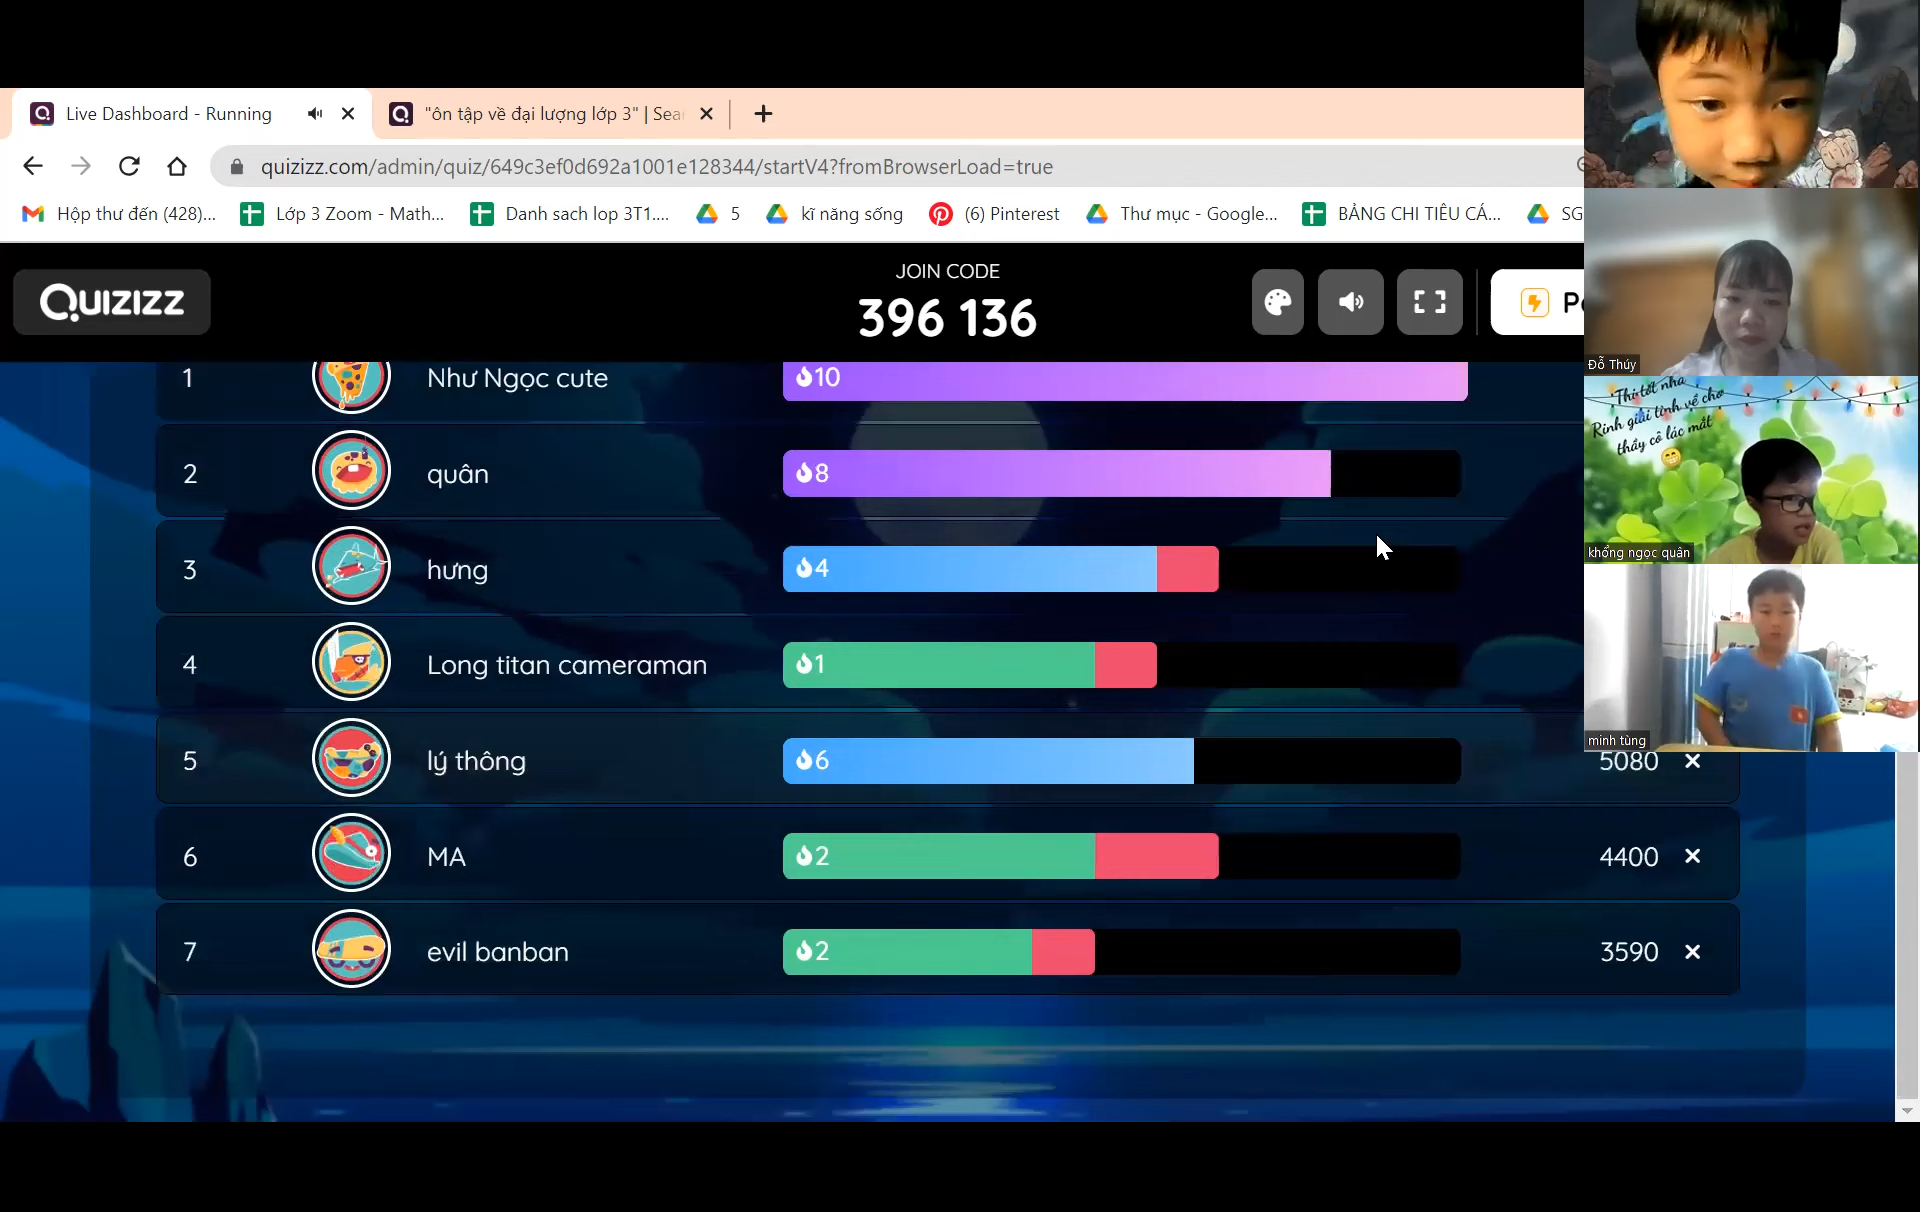 Live Dashboard - Running
"ôn tập về đại lượng lớp 3" | Sea
quizizz.com/admin/quiz/649c3ef0d692a1001e128344/startV4?fromBrowserLoad=true
Hộp thư đến (428)...
Lớp 3 Zoom - Math...
Danh sach lop 3T1....
5
kĩ năng sống
(6) Pinterest
Thư mục - Google...
BẢNG CHI TIÊU CÁ...
SG
QUIZIZZ
JOIN CODE
396 136
1 Như Ngọc cute 10
2 quân 8
3 hưng 4
4 Long titan cameraman 1
5 lý thông 6 5080
6 MA 2 4400
7 evil banban 2 3590
Đỗ Thúy
Thi tốt nha
Rinh giải tỉnh về cho
thầy cô lác mắt
khổng ngọc quân
minh tùng